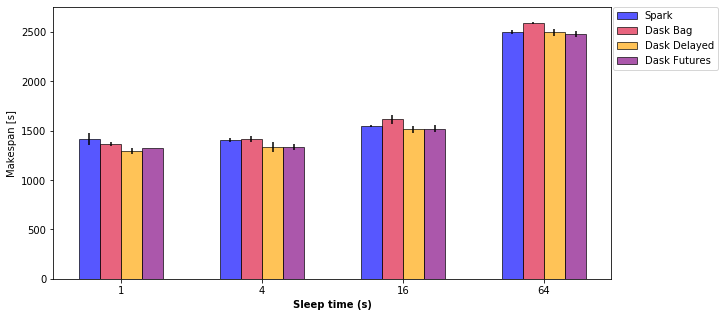 Spark
Dask Bag
Dask Delayed
Dask Futures
Makespan [s]
2500
2000
1500
1000
500
0
1 4 16 64
Sleep time (s)